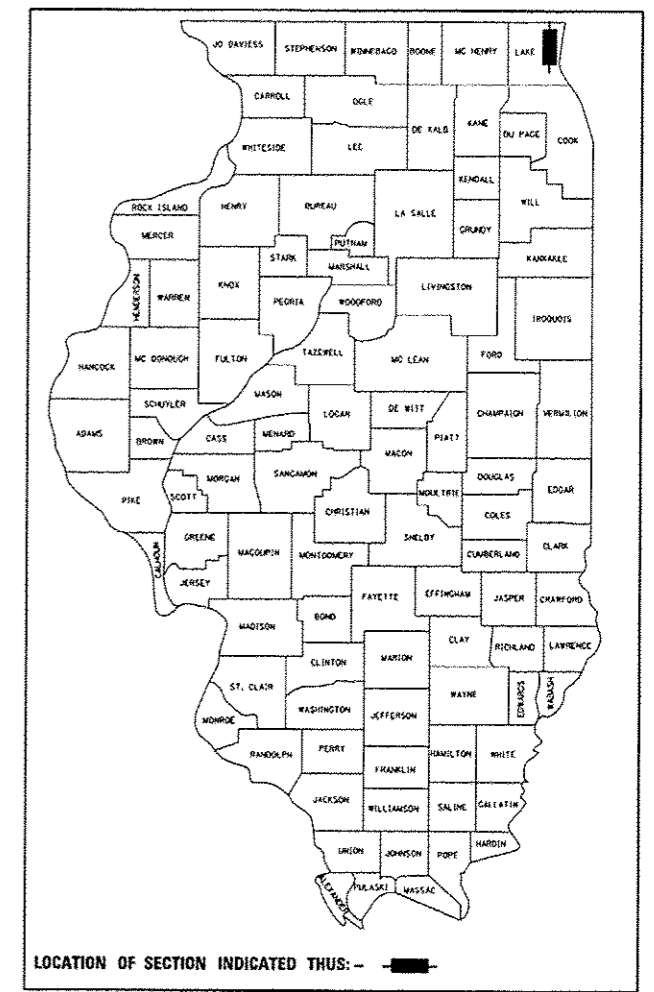 JO DAVIESS STEPHENSON WINNEBAGO BOONE MC HENRY LAKE
CARROLL OGLE DE KALB KANE DU PAGE COOK
WHITESIDE LEE
KENDALL WILL
ROCK ISLAND HENRY BUREAU LA SALLE GRUNDY
MERCER PUTNAM
STARK MARSHALL KANKAKEE
HENDERSON WARREN KNOX PEORIA WOODFORD LIVINGSTON IROQUOIS
HANCOCK MC DONOUGH FULTON TAZEWELL MC LEAN FORD
MASON
SCHUYLER LOGAN DE WITT CHAMPAIGN VERMILION
ADAMS BROWN CASS MENARD MACON PIATT
MORGAN SANGAMON DOUGLAS EDGAR
PIKE SCOTT CHRISTIAN MOULTRIE COLES
GREENE SHELBY
CALHOUN MACOUPIN MONTGOMERY CUMBERLAND CLARK
JERSEY FAYETTE EFFINGHAM JASPER CRAWFORD
MADISON BOND
CLAY RICHLAND LAWRENCE
CLINTON MARION
ST. CLAIR WAYNE EDWARDS WABASH
MONROE WASHINGTON JEFFERSON
RANDOLPH PERRY HAMILTON WHITE
FRANKLIN
JACKSON WILLIAMSON SALINE GALLATIN
UNION JOHNSON POPE HARDIN
ALEXANDER PULASKI MASSAC
LOCATION OF SECTION INDICATED THUS: -